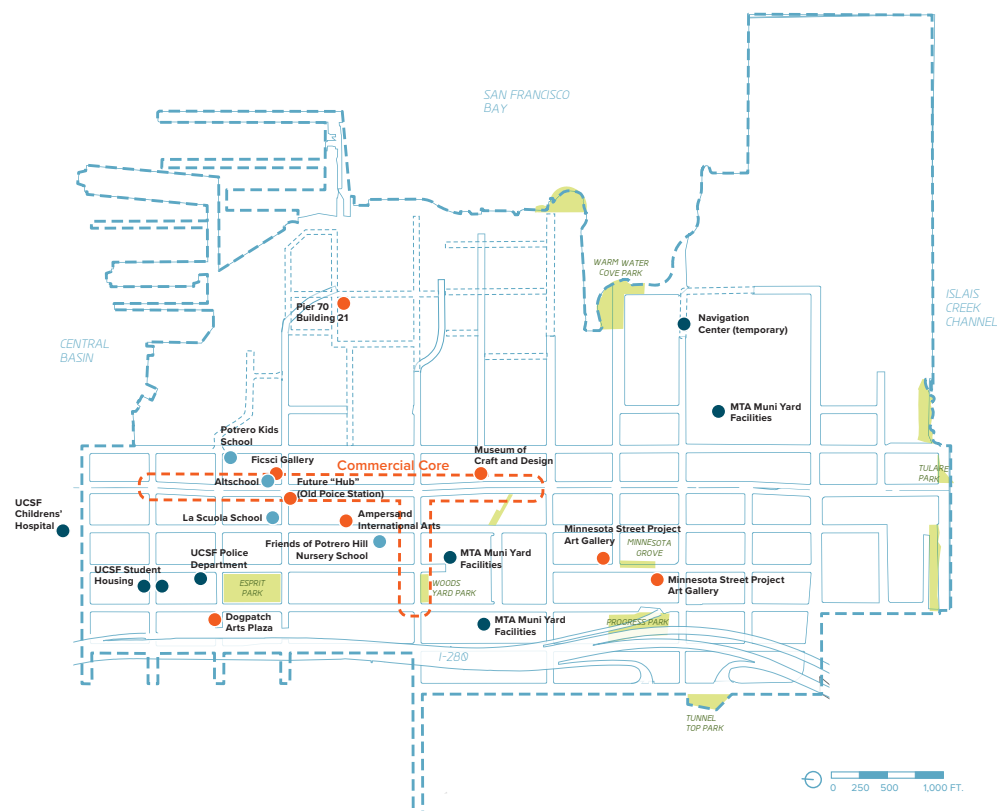 SAN FRANCISCO
BAY
WARM WATER
COVE PARK
ISLAIS
CREEK
CHANNEL
Pier 70
Building 21
Navigation
Center (temporary)
CENTRAL
BASIN
MTA Muni Yard
Facilities
Potrero Kids
School
Ficsci Gallery
Commercial Core
Museum of
Craft and Design
TULARE
PARK
Altschool
Future “Hub”
(Old Poice Station)
UCSF
Childrens'
Hospital
La Scuola School
Ampersand
International Arts
Friends of Potrero Hill
Nursery School
Minnesota Street Project
Art Gallery
MINNESOTA
GROVE
UCSF Police
Department
MTA Muni Yard
Facilities
UCSF Student
Housing
ESPRIT
PARK
WOODS
YARD PARK
Minnesota Street Project
Art Gallery
Dogpatch
Arts Plaza
MTA Muni Yard
Facilities
PROGRESS PARK
I-280
TUNNEL
TOP PARK
0 250 500 1,000 FT.